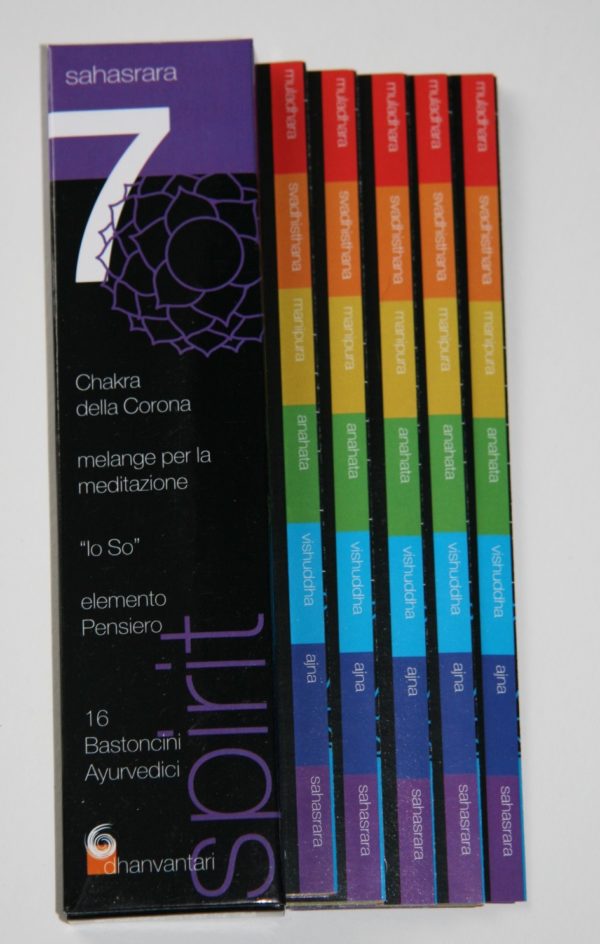 sahasrara
7
Chakra
della Corona
melange per la
meditazione
"Io So"
elemento
Pensiero
16
Bastoncini
Ayurvedici
spirit
dhanvantari
muladhara
svadhisthana
manipura
anahata
vishuddha
ajna
sahasrara
muladhara
svadhisthana
manipura
anahata
vishuddha
ajna
sahasrara
muladhara
svadhisthana
manipura
anahata
vishuddha
ajna
sahasrara
muladhara
svadhisthana
manipura
anahata
vishuddha
ajna
sahasrara
muladhara
svadhisthana
manipura
anahata
vishuddha
ajna
sahasrara